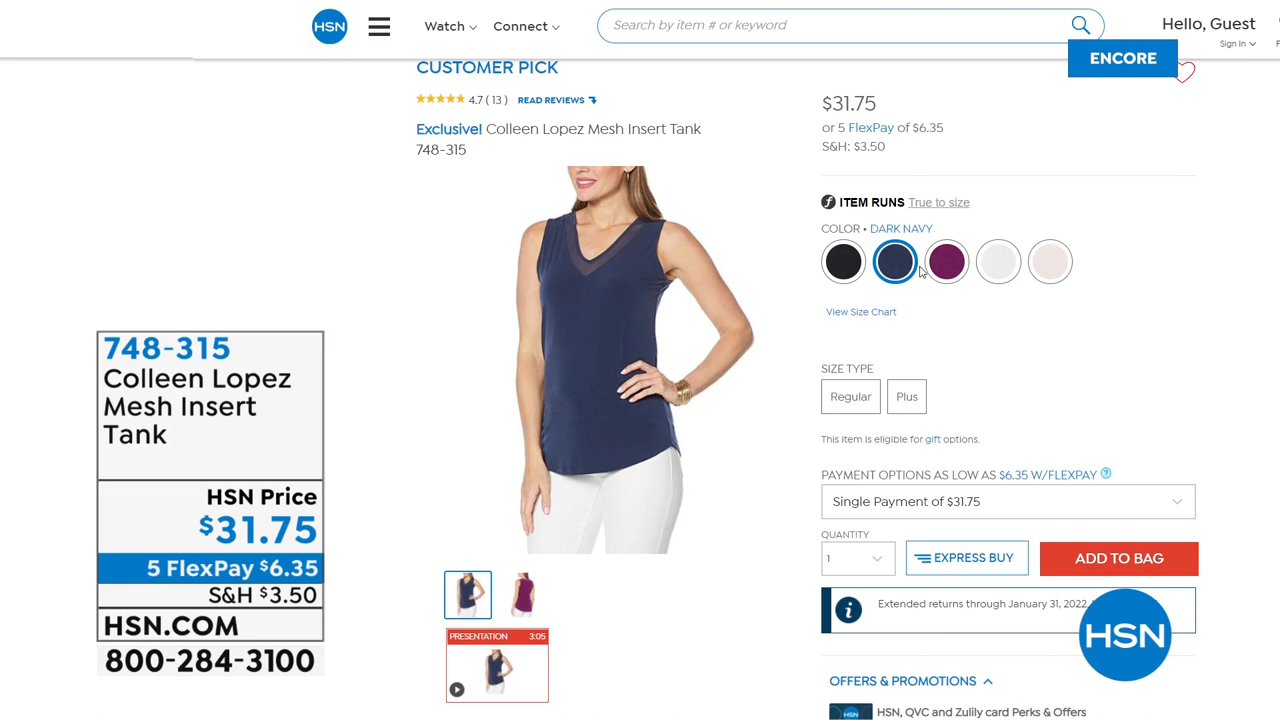 HSN
Watch
Connect
Search by item # or keyword
Hello, Guest
Sign In
ENCORE
CUSTOMER PICK
4.7 ( 13 ) READ REVIEWS
Exclusive! Colleen Lopez Mesh Insert Tank
748-315
$31.75
or 5 FlexPay of $6.35
S&H: $3.50
ITEM RUNS True to size
COLOR • DARK NAVY
View Size Chart
SIZE TYPE
Regular
Plus
This item is eligible for gift options.
PAYMENT OPTIONS AS LOW AS $6.35 W/FLEXPAY ?
Single Payment of $31.75
QUANTITY
1
EXPRESS BUY
ADD TO BAG
Extended returns through January 31, 2022.
HSN
OFFERS & PROMOTIONS
HSN
HSN, QVC and Zulily card Perks & Offers
PRESENTATION 3:05
748-315
Colleen Lopez
Mesh Insert
Tank
HSN Price
$31.75
5 FlexPay $6.35
S&H $3.50
HSN.COM
800-284-3100